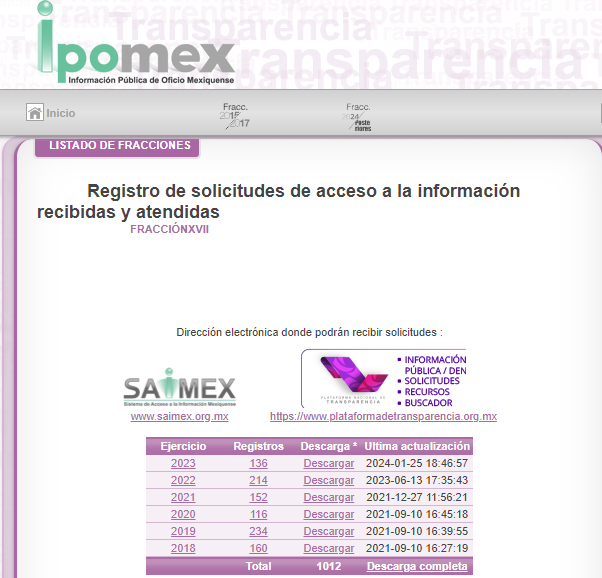 ipomex
Información Pública de Oficio Mexiquense
Inicio
Fracc.
2018
2017
Fracc.
2024
Poste
riores
LISTADO DE FRACCIONES
Registro de solicitudes de acceso a la información
recibidas y atendidas
FRACCIÓNXVII
Dirección electrónica donde podrán recibir solicitudes :
SAIMEX
Sistema de Acceso a la Información Mexiquense
www.saimex.org.mx
PLATAFORMA NACIONAL DE
TRANSPARENCIA
INFORMACIÓN
PÚBLICA / DEN
SOLICITUDES
RECURSOS
BUSCADOR
https://www.plataformadetransparencia.org.mx
Ejercicio Registros Descarga * Ultima actualización
2023 136 Descargar 2024-01-25 18:46:57
2022 214 Descargar 2023-06-13 17:35:43
2021 152 Descargar 2021-12-27 11:56:21
2020 116 Descargar 2021-09-10 16:45:18
2019 234 Descargar 2021-09-10 16:39:55
2018 160 Descargar 2021-09-10 16:27:19
Total 1012 Descarga completa